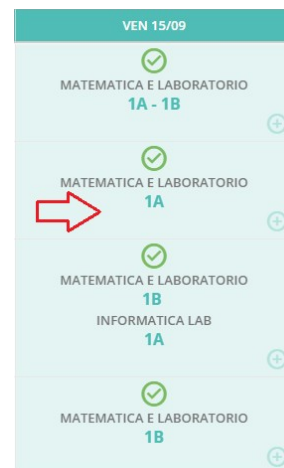 VEN 15/09
MATEMATICA E LABORATORIO
1A - 1B
MATEMATICA E LABORATORIO
1A
MATEMATICA E LABORATORIO
1B
INFORMATICA LAB
1A
MATEMATICA E LABORATORIO
1B